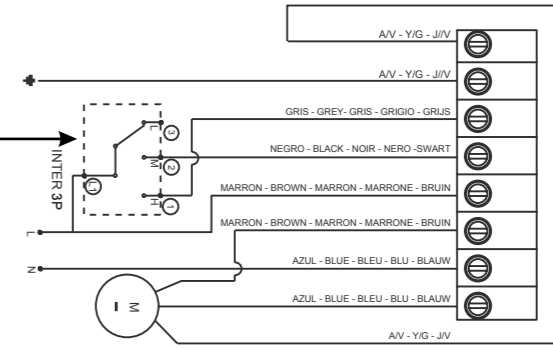 A/V - Y/G - J//V
A/V - Y/G - J//V
GRIS - GREY- GRIS - GRIGIO - GRIJS
NEGRO - BLACK - NOIR - NERO -SWART
MARRON - BROWN - MARRON - MARRONE - BRUIN
MARRON - BROWN - MARRON - MARRONE - BRUIN
AZUL - BLUE - BLEU - BLU - BLAUW
AZUL - BLUE - BLEU - BLU - BLAUW
A/V - Y/G - J/V
L 3
M 2
H 1
L1
INTER 3P
L
N
M